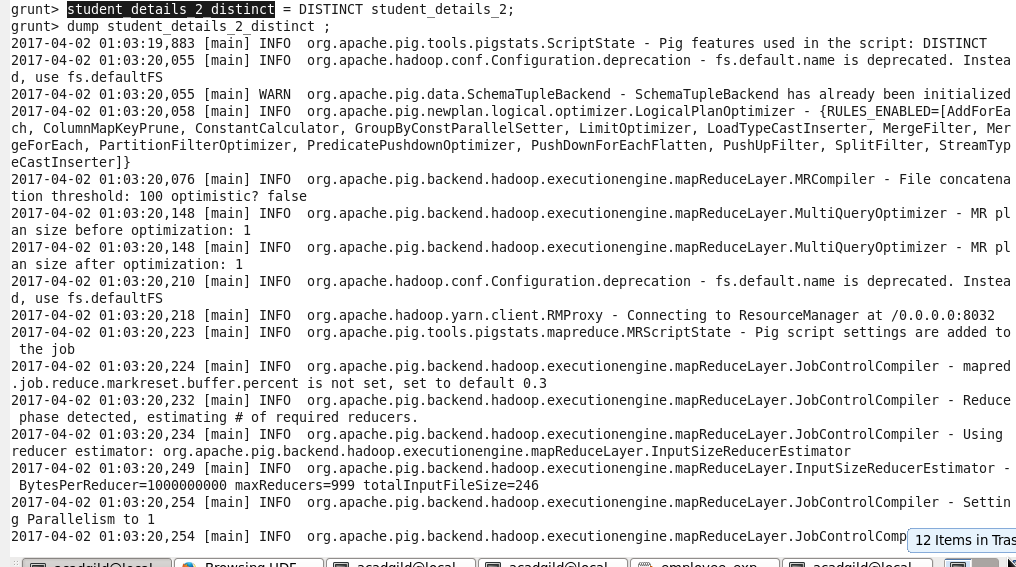 grunt> student_details_2_distinct = DISTINCT student_details_2;
grunt> dump student_details_2_distinct ;
2017-04-02 01:03:19,883 [main] INFO  org.apache.pig.tools.pigstats.ScriptState - Pig features used in the script: DISTINCT
2017-04-02 01:03:20,055 [main] INFO  org.apache.hadoop.conf.Configuration.deprecation - fs.default.name is deprecated. Instea
d, use fs.defaultFS
2017-04-02 01:03:20,055 [main] WARN  org.apache.pig.data.SchemaTupleBackend - SchemaTupleBackend has already been initialized
2017-04-02 01:03:20,058 [main] INFO  org.apache.pig.newplan.logical.optimizer.LogicalPlanOptimizer - {RULES_ENABLED=[AddForEa
ch, ColumnMapKeyPrune, ConstantCalculator, GroupByConstParallelSetter, LimitOptimizer, LoadTypeCastInserter, MergeFilter, Mer
geForEach, PartitionFilterOptimizer, PredicatePushdownOptimizer, PushDownForEachFlatten, PushUpFilter, SplitFilter, StreamTyp
eCastInserter]}
2017-04-02 01:03:20,076 [main] INFO  org.apache.pig.backend.hadoop.executionengine.mapReduceLayer.MRCompiler - File concatena
tion threshold: 100 optimistic? false
2017-04-02 01:03:20,148 [main] INFO  org.apache.pig.backend.hadoop.executionengine.mapReduceLayer.MultiQueryOptimizer - MR pl
an size before optimization: 1
2017-04-02 01:03:20,148 [main] INFO  org.apache.pig.backend.hadoop.executionengine.mapReduceLayer.MultiQueryOptimizer - MR pl
an size after optimization: 1
2017-04-02 01:03:20,210 [main] INFO  org.apache.hadoop.conf.Configuration.deprecation - fs.default.name is deprecated. Instea
d, use fs.defaultFS
2017-04-02 01:03:20,218 [main] INFO  org.apache.hadoop.yarn.client.RMProxy - Connecting to ResourceManager at /0.0.0.0:8032
2017-04-02 01:03:20,223 [main] INFO  org.apache.pig.tools.pigstats.mapreduce.MRScriptState - Pig script settings are added to
 the job
2017-04-02 01:03:20,224 [main] INFO  org.apache.pig.backend.hadoop.executionengine.mapReduceLayer.JobControlCompiler - mapred
.job.reduce.markreset.buffer.percent is not set, set to default 0.3
2017-04-02 01:03:20,232 [main] INFO  org.apache.pig.backend.hadoop.executionengine.mapReduceLayer.JobControlCompiler - Reduce
 phase detected, estimating # of required reducers.
2017-04-02 01:03:20,234 [main] INFO  org.apache.pig.backend.hadoop.executionengine.mapReduceLayer.JobControlCompiler - Using
reducer estimator: org.apache.pig.backend.hadoop.executionengine.mapReduceLayer.InputSizeReducerEstimator
2017-04-02 01:03:20,249 [main] INFO  org.apache.pig.backend.hadoop.executionengine.mapReduceLayer.InputSizeReducerEstimator -
 BytesPerReducer=1000000000 maxReducers=999 totalInputFileSize=246
2017-04-02 01:03:20,254 [main] INFO  org.apache.pig.backend.hadoop.executionengine.mapReduceLayer.JobControlCompiler - Settin
g Parallelism to 1
2017-04-02 01:03:20,254 [main] INFO  org.apache.pig.backend.hadoop.executionengine.mapReduceLayer.JobControlComp
12 Items in Tras